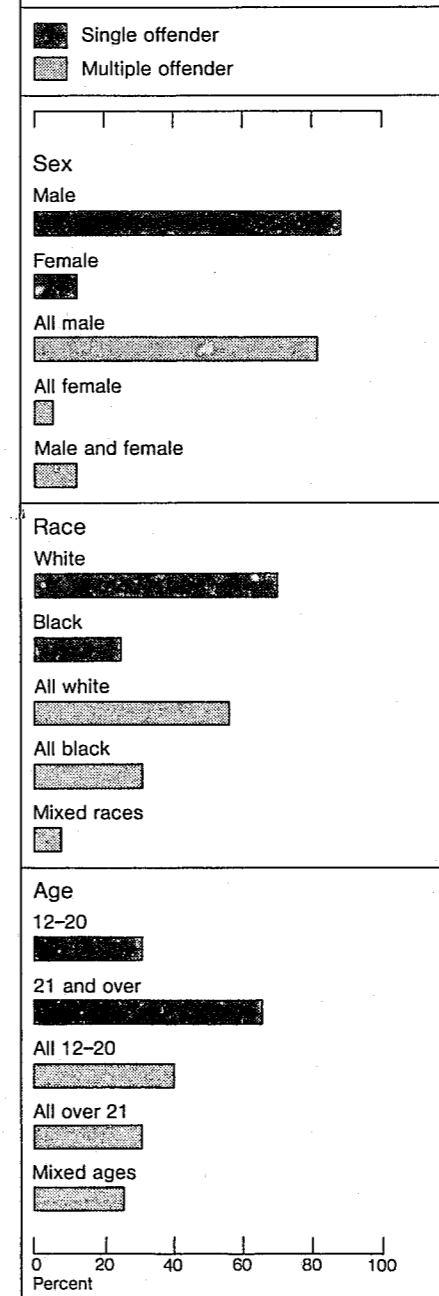 Single offender
Multiple offender
Sex
Male
Female
All male
All female
Male and female
Race
White
Black
All white
All black
Mixed races
Age
12–20
21 and over
All 12–20
All over 21
Mixed ages
0 20 40 60 80 100
Percent